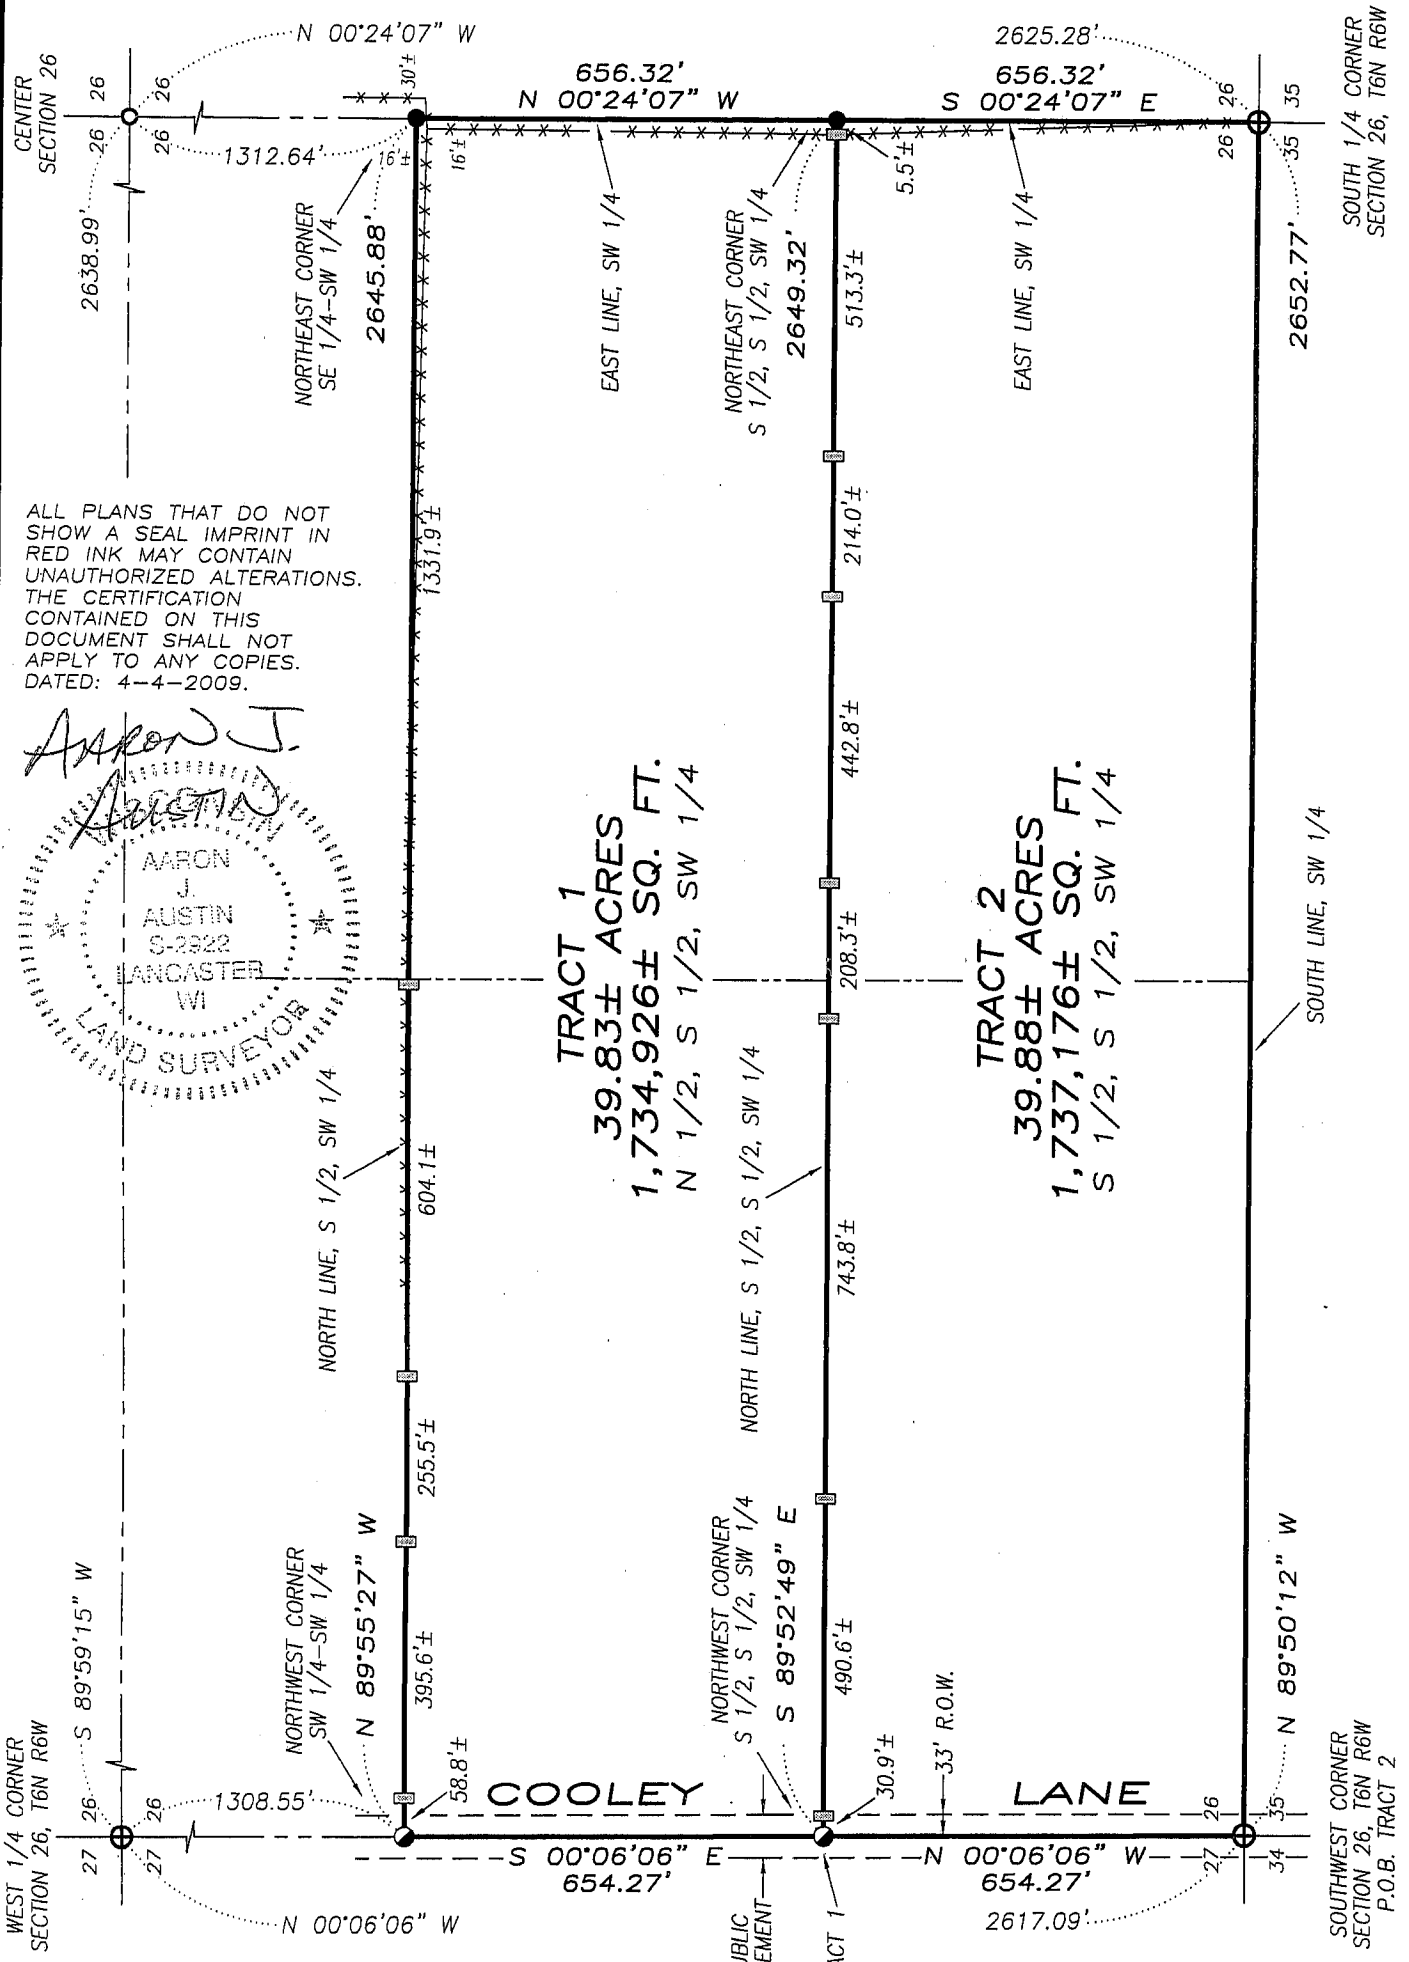 CENTER
SECTION 26
26
26
26
26
N 00°24'07" W
1312.64'
2638.99'
30'±
16'±
16'±
656.32'
N 00°24'07" W
656.32'
S 00°24'07" E
2625.28'
26
35
26
35
SOUTH 1/4 CORNER
SECTION 26, T6N R6W
NORTHEAST CORNER
SE 1/4-SW 1/4
2645.88'
EAST LINE, SW 1/4
NORTHEAST CORNER
S 1/2, S 1/2, SW 1/4
2649.32'
5.5'±
513.3'±
EAST LINE, SW 1/4
2652.77'
ALL PLANS THAT DO NOT
SHOW A SEAL IMPRINT IN
RED INK MAY CONTAIN
UNAUTHORIZED ALTERATIONS.
THE CERTIFICATION
CONTAINED ON THIS
DOCUMENT SHALL NOT
APPLY TO ANY COPIES.
DATED: 4-4-2009.
1331.9'±
214.0'±
442.8'±
AARON J.
AUSTIN
AARON
J.
AUSTIN
S-2922
LANCASTER
WI
LAND SURVEYOR
TRACT 1
39.83± ACRES
1,734,926± SQ. FT.
N 1/2, S 1/2, SW 1/4
208.3'±
TRACT 2
39.88± ACRES
1,737,176± SQ. FT.
S 1/2, S 1/2, SW 1/4
SOUTH LINE, SW 1/4
NORTH LINE, S 1/2, SW 1/4
604.1±
NORTH LINE, S 1/2, S 1/2, SW 1/4
743.8'±
255.5'±
WEST 1/4 CORNER
SECTION 26, T6N R6W
S 89°59'15" W
27
26
27
26
1308.55'
N 00°06'06" W
NORTHWEST CORNER
SW 1/4-SW 1/4
N 89°55'27" W
395.6'±
58.8'±
COOLEY LANE
NORTHWEST CORNER
S 1/2, S 1/2, SW 1/4
S 89°52'49" E
490.6'±
30.9'±
33' R.O.W.
S 00°06'06" E
654.27'
N 00°06'06" W
654.27'
UBLIC
EMENT
ACT 1
2617.09'
N 89°50'12" W
26
35
27
34
SOUTHWEST CORNER
SECTION 26, T6N R6W
P.O.B. TRACT 2